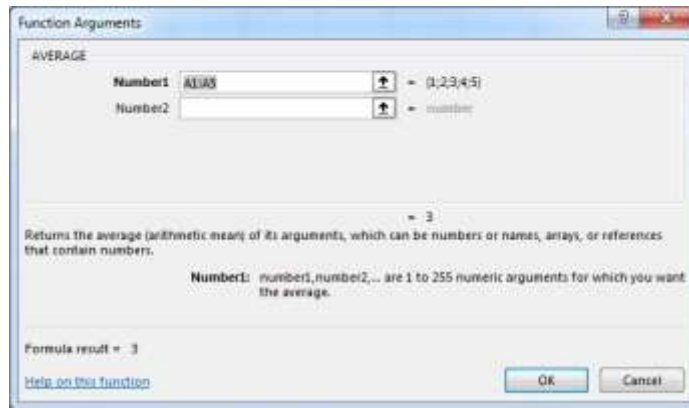 Function Arguments
AVERAGE
Number1 A1:A5 = {1;2;3;4;5}
Number2 = number
= 3
Returns the average (arithmetic mean) of its arguments, which can be numbers or names, arrays, or references
that contain numbers.
Number1: number1,number2,... are 1 to 255 numeric arguments for which you want
the average.
Formula result = 3
Help on this function OK Cancel